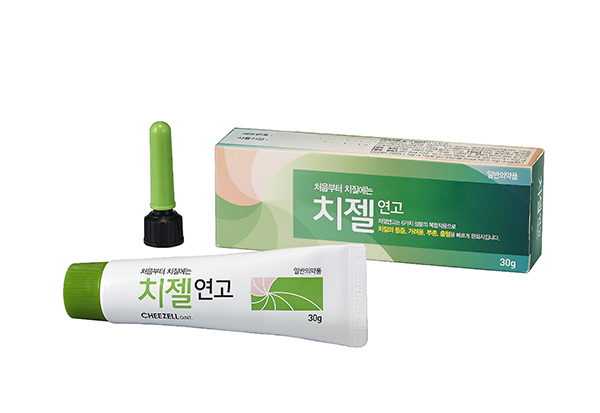 일반의약품
처음부터 치질에는
치젤 연고
치젤연고는 6가지 성분의 복합작용으로
치질의 통증, 가려움, 부종, 출혈을 빠르게 완화시킵니다.
30g
처음부터 치질에는
치젤 연고
CHEEZELL OINT.
일반의약품
30g